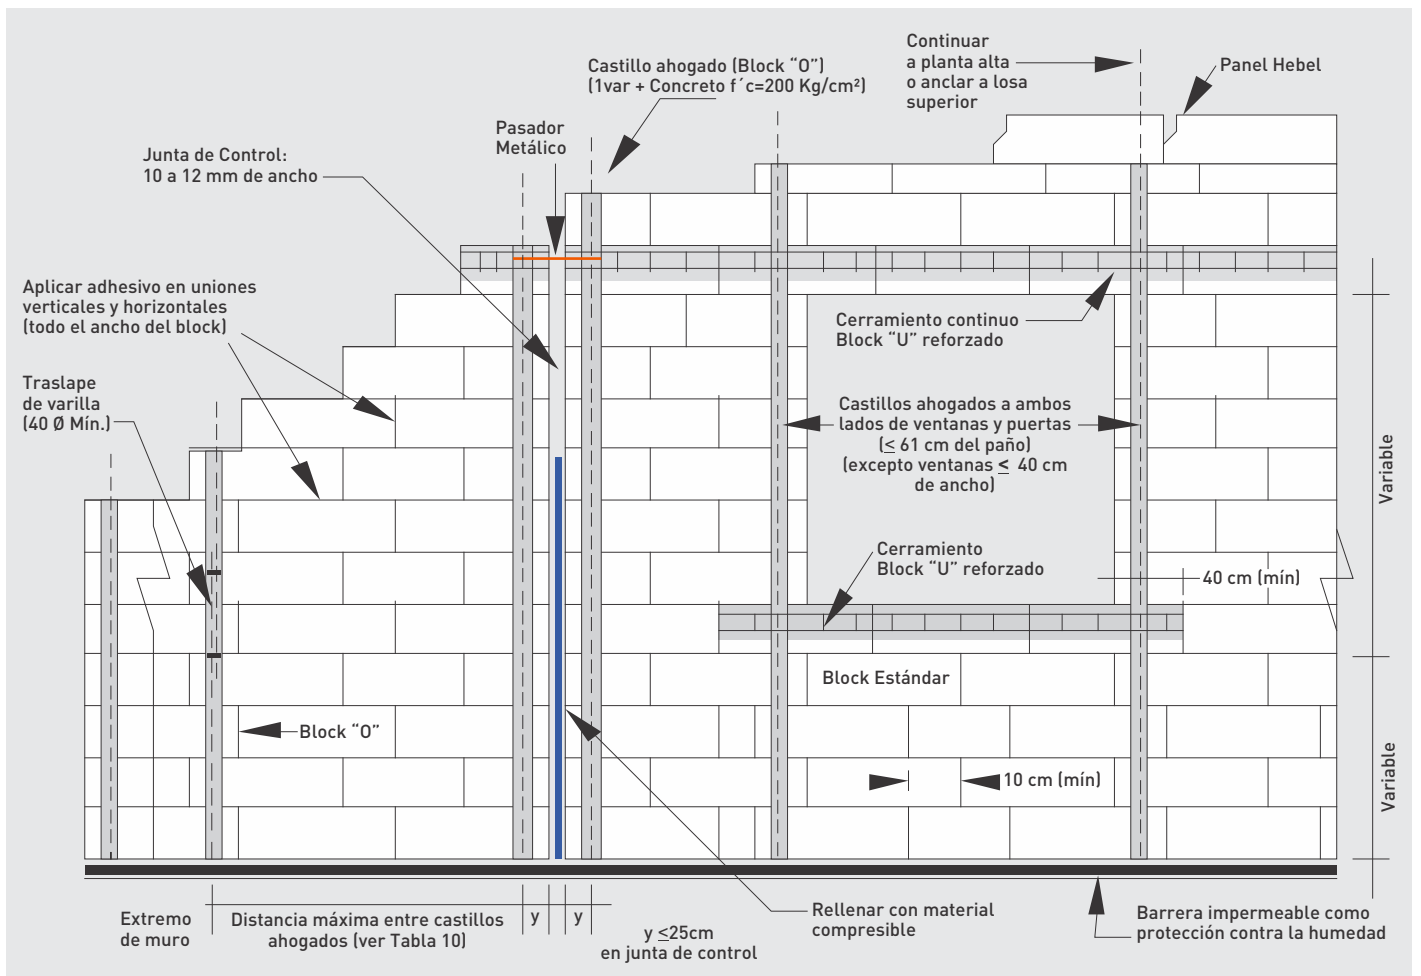 Continuar
a planta alta
o anclar a losa
superior
Castillo ahogado (Block “O”)
(1var + Concreto f´c=200 Kg/cm²)
Panel Hebel
Pasador
Metálico
Junta de Control:
10 a 12 mm de ancho
Aplicar adhesivo en uniones
verticales y horizontales
(todo el ancho del block)
Cerramiento continuo
Block “U” reforzado
Traslape
de varilla
(40 Ø Mín.)
Castillos ahogados a ambos
lados de ventanas y puertas
(≤ 61 cm del paño)
(excepto ventanas ≤ 40 cm
de ancho)
Variable
Cerramiento
Block “U” reforzado
40 cm (mín)
Block Estándar
Block “O”
10 cm (mín)
Variable
Extremo
de muro
Distancia máxima entre castillos
ahogados (ver Tabla 10)
y
y
y ≤25cm
en junta de control
Rellenar con material
compresible
Barrera impermeable como
protección contra la humedad